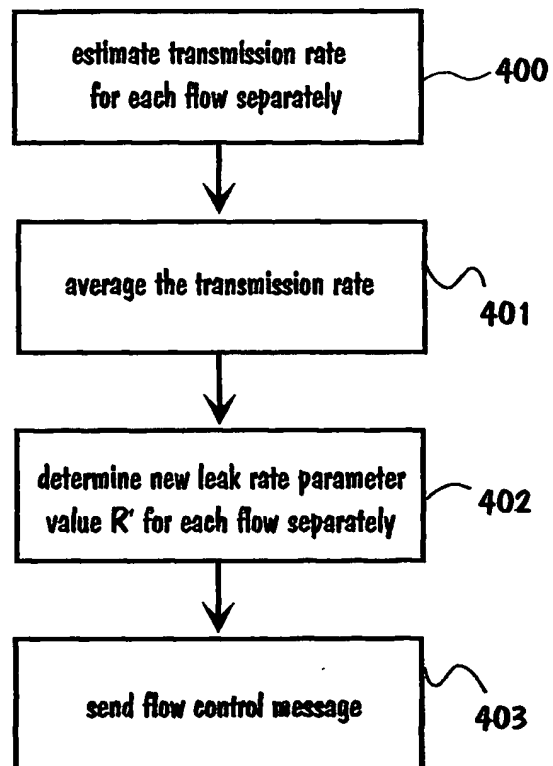 estimate transmission rate
for each flow separately
400
average the transmission rate
401
determine new leak rate parameter
value R' for each flow separately
402
send flow control message
403